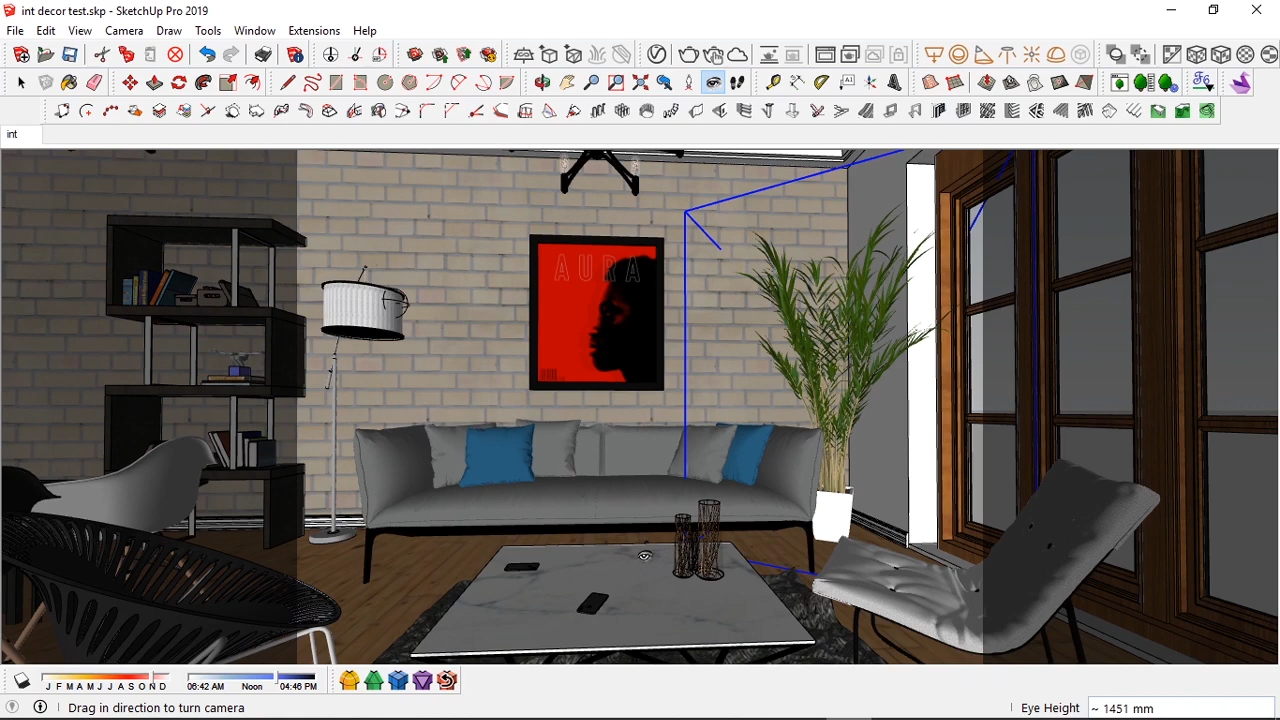 int decor test.skp - SketchUp Pro 2019
File Edit View Camera Draw Tools Window Extensions Help
int
AURA
J F M A M J J A S O N D
06:42 AM Noon 04:46 PM
Drag in direction to turn camera
Eye Height ~ 1451 mm